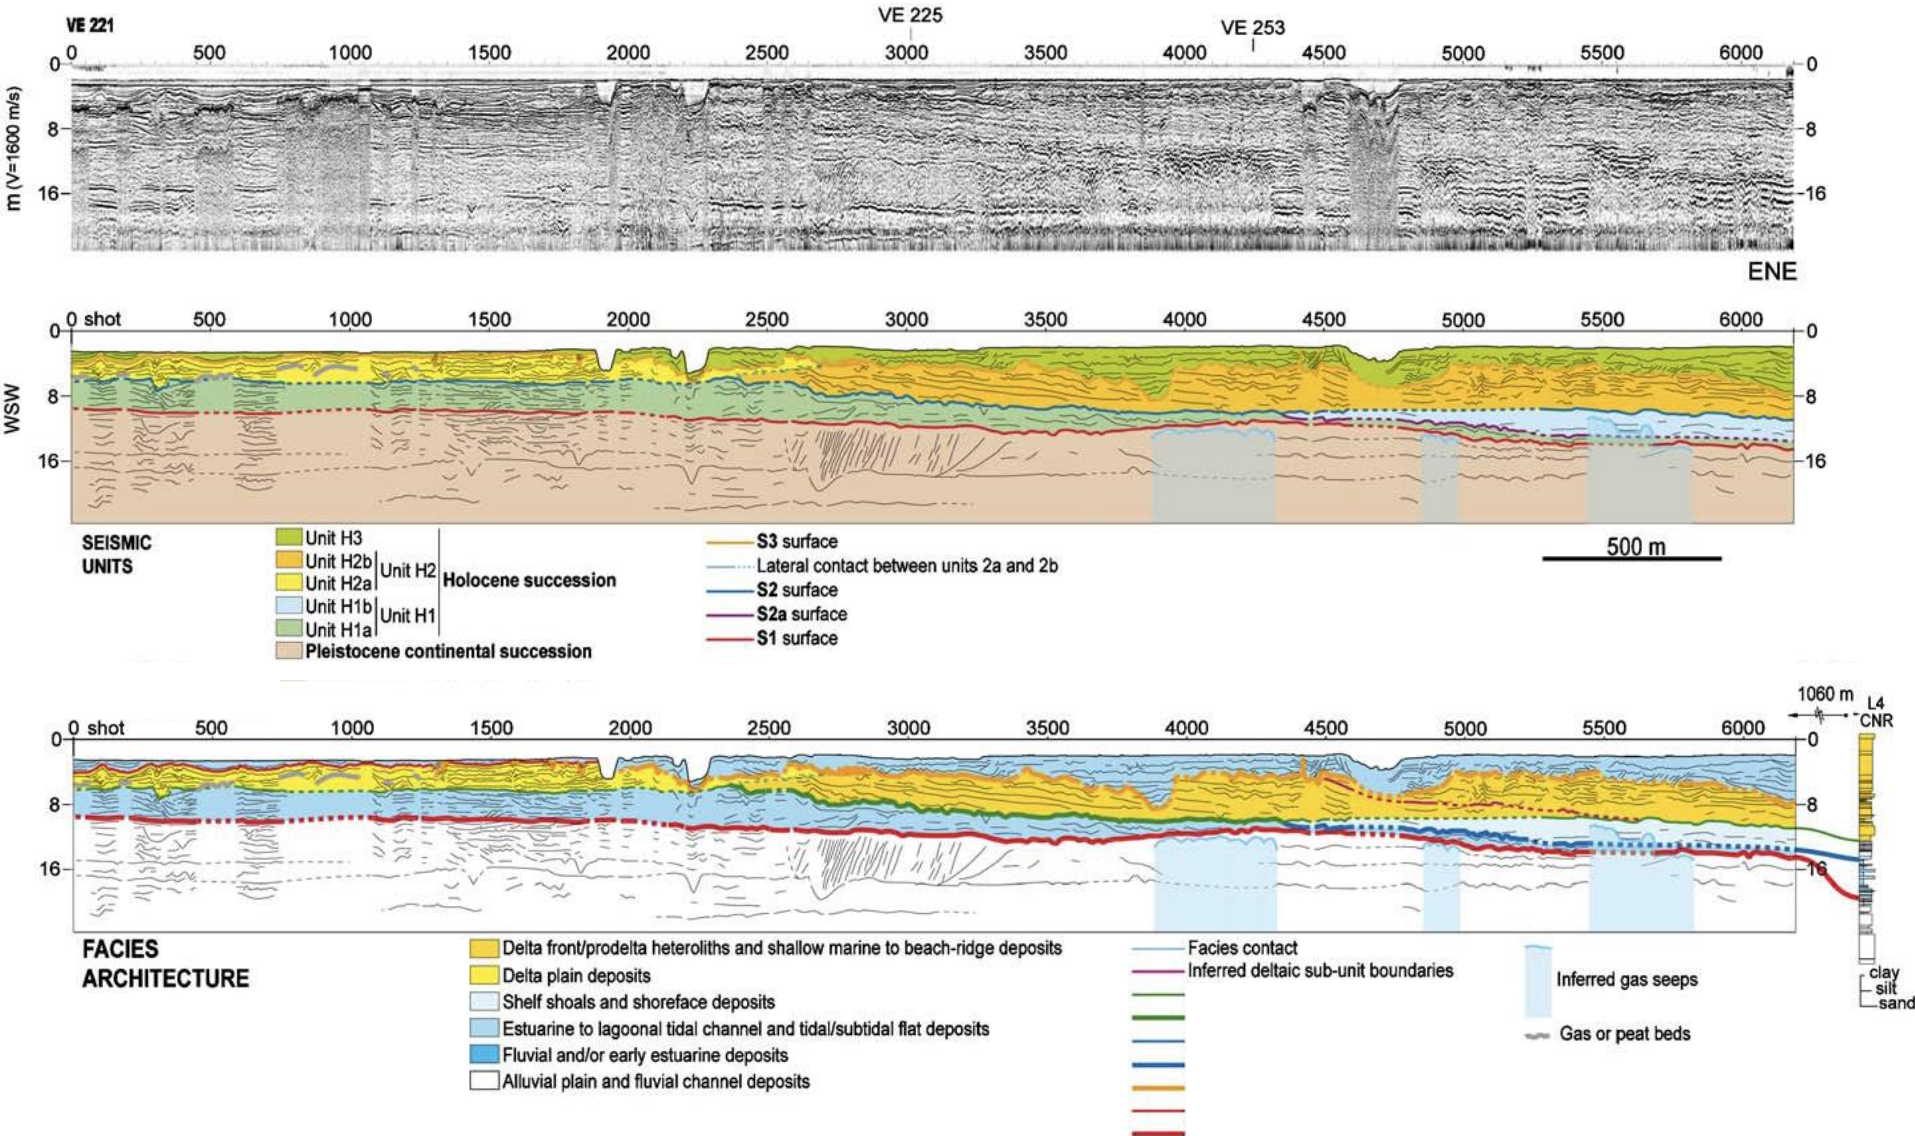 VE 221
VE 225
VE 253
0 500 1000 1500 2000 2500 3000 3500 4000 4500 5000 5500 6000
0 0
8 8
16 16
m (V=1600 m/s)
ENE
0 shot 500 1000 1500 2000 2500 3000 3500 4000 4500 5000 5500 6000
0 0
8 8
16 16
WSW
SEISMIC
UNITS
Unit H3
Unit H2b
Unit H2a
Unit H2
Unit H1b
Unit H1a
Unit H1
Holocene succession
Pleistocene continental succession
S3 surface
Lateral contact between units 2a and 2b
S2 surface
S2a surface
S1 surface
500 m
1060 m
L4
CNR
0 shot 500 1000 1500 2000 2500 3000 3500 4000 4500 5000 5500 6000
0 0
8 8
16 16
FACIES
ARCHITECTURE
Delta front/prodelta heteroliths and shallow marine to beach-ridge deposits
Delta plain deposits
Shelf shoals and shoreface deposits
Estuarine to lagoonal tidal channel and tidal/subtidal flat deposits
Fluvial and/or early estuarine deposits
Alluvial plain and fluvial channel deposits
Facies contact
Inferred deltaic sub-unit boundaries
Inferred gas seeps
Gas or peat beds
clay
silt
sand